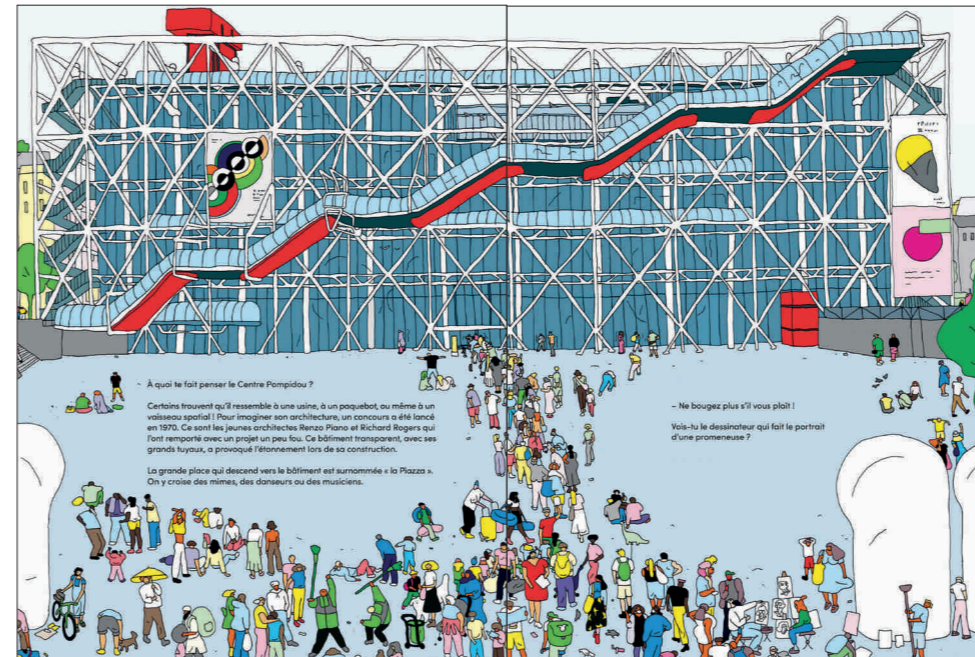 À quoi te fait penser le Centre Pompidou ?
Certains trouvent qu'il ressemble à une usine, à un paquebot, ou même à un
vaisseau spatial ! Pour imaginer son architecture, un concours a été lancé
en 1970. Ce sont les jeunes architectes Renzo Piano et Richard Rogers qui
l'ont remporté avec un projet un peu fou. Ce bâtiment transparent, avec ses
grands tuyaux, a provoqué l'étonnement lors de sa construction.
La grande place qui descend vers le bâtiment est surnommée « la Piazza ».
On y croise des mimes, des danseurs ou des musiciens.
– Ne bougez plus s'il vous plaît !
Vois-tu le dessinateur qui fait le portrait
d'une promeneuse ?